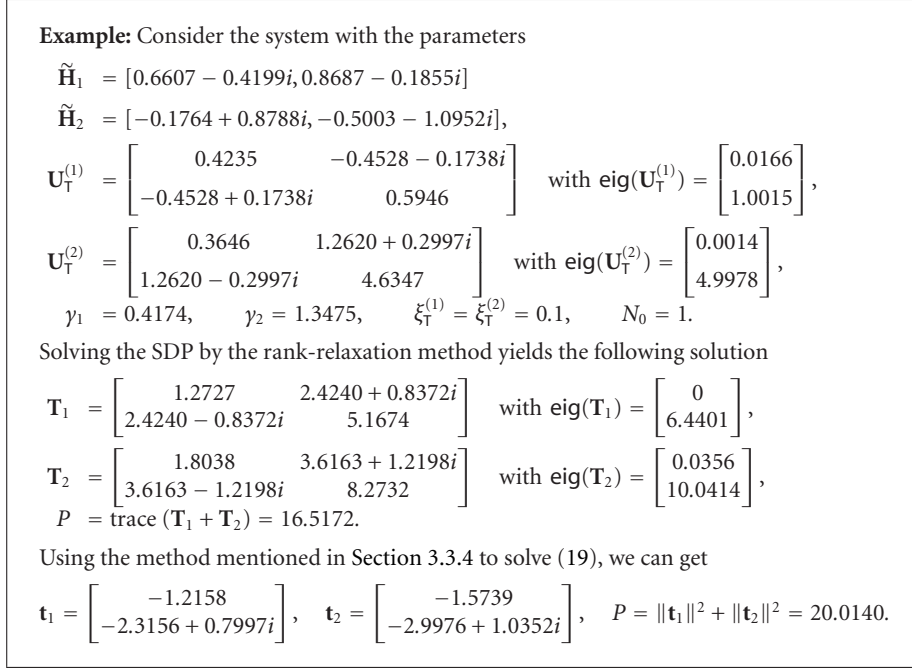 Example: Consider the system with the parameters
H̃₁ = [0.6607 − 0.4199i, 0.8687 − 0.1855i]
H̃₂ = [−0.1764 + 0.8788i, −0.5003 − 1.0952i],
U_T^(1) = [0.4235 −0.4528 − 0.1738i; −0.4528 + 0.1738i 0.5946] with eig(U_T^(1)) = [0.0166; 1.0015],
U_T^(2) = [0.3646 1.2620 + 0.2997i; 1.2620 − 0.2997i 4.6347] with eig(U_T^(2)) = [0.0014; 4.9978],
γ₁ = 0.4174, γ₂ = 1.3475, ξ_T^(1) = ξ_T^(2) = 0.1, N₀ = 1.
Solving the SDP by the rank-relaxation method yields the following solution
T₁ = [1.2727 2.4240 + 0.8372i; 2.4240 − 0.8372i 5.1674] with eig(T₁) = [0; 6.4401],
T₂ = [1.8038 3.6163 + 1.2198i; 3.6163 − 1.2198i 8.2732] with eig(T₂) = [0.0356; 10.0414],
P = trace (T₁ + T₂) = 16.5172.
Using the method mentioned in Section 3.3.4 to solve (19), we can get
t₁ = [−1.2158; −2.3156 + 0.7997i], t₂ = [−1.5739; −2.9976 + 1.0352i], P = ‖t₁‖² + ‖t₂‖² = 20.0140.